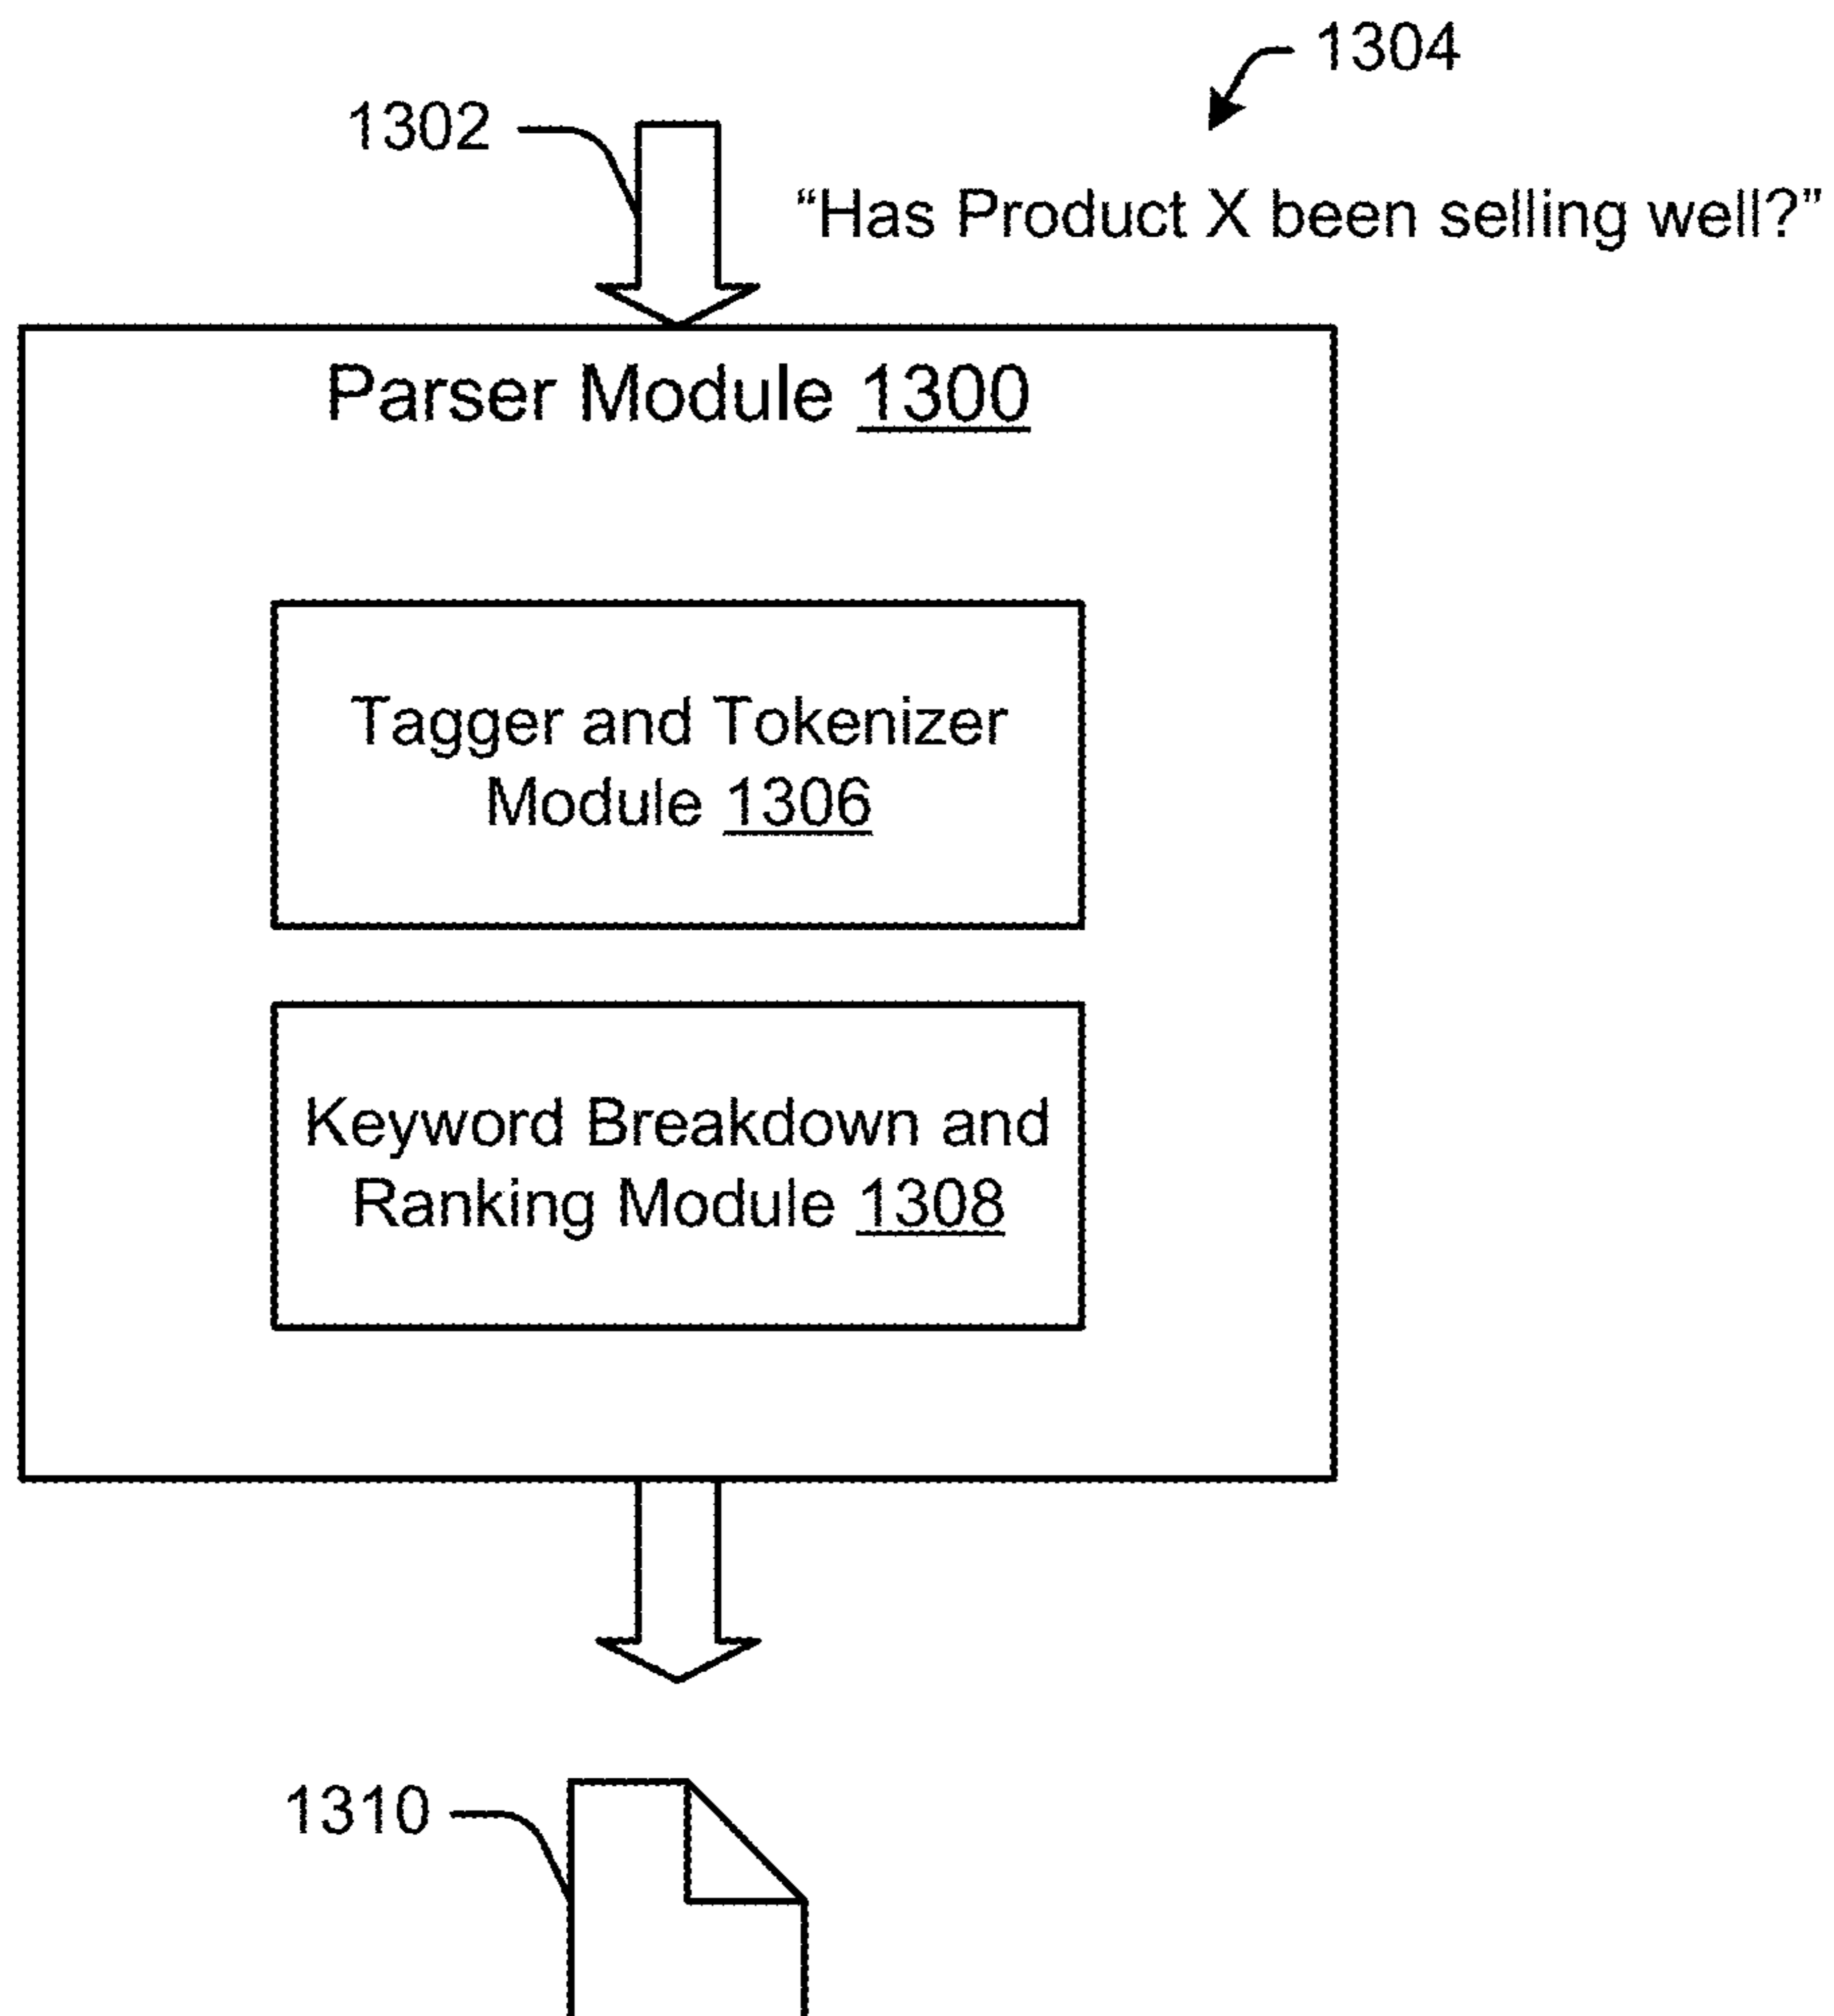 1304
1302
“Has Product X been selling well?”
Parser Module 1300
Tagger and Tokenizer
Module 1306
Keyword Breakdown and
Ranking Module 1308
1310